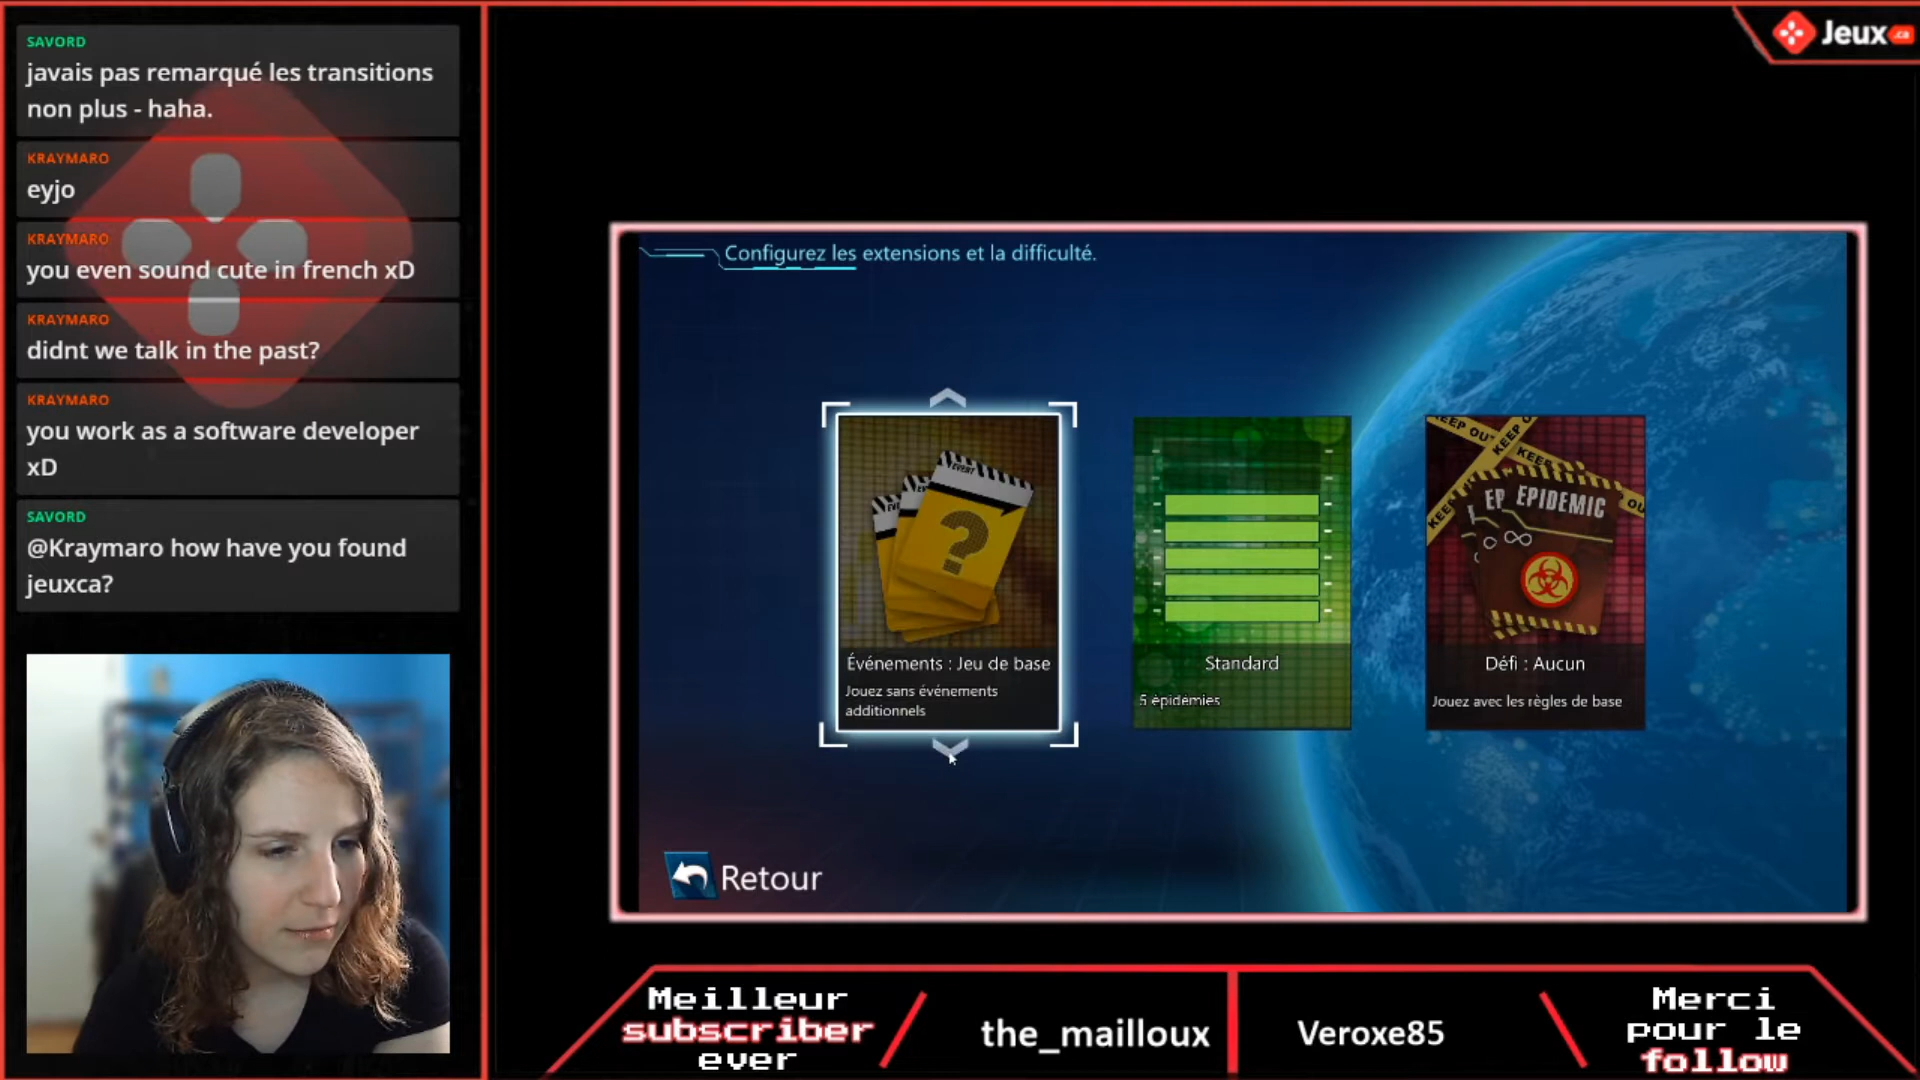 SAVORD
javais pas remarqué les transitions
non plus - haha.
KRAYMARO
eyjo
KRAYMARO
you even sound cute in french xD
KRAYMARO
didnt we talk in the past?
KRAYMARO
you work as a software developer
xD
SAVORD
@Kraymaro how have you found
jeuxca?
Jeux.ca
Configurez les extensions et la difficulté.
EVENT
?
Événements : Jeu de base
Jouez sans événements
additionnels
Standard
5 épidémies
KEEP OUT
KEEP
EPIDEMIC
Défi : Aucun
Jouez avec les règles de base
Retour
Meilleur
subscriber
ever
the_mailloux
Veroxe85
Merci
pour le
follow